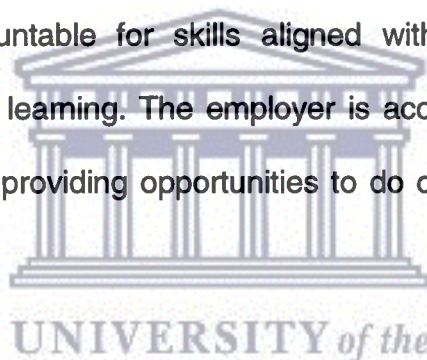 untable for skills aligned with
learning. The employer is acc
providing opportunities to do
UNIVERSITY of the